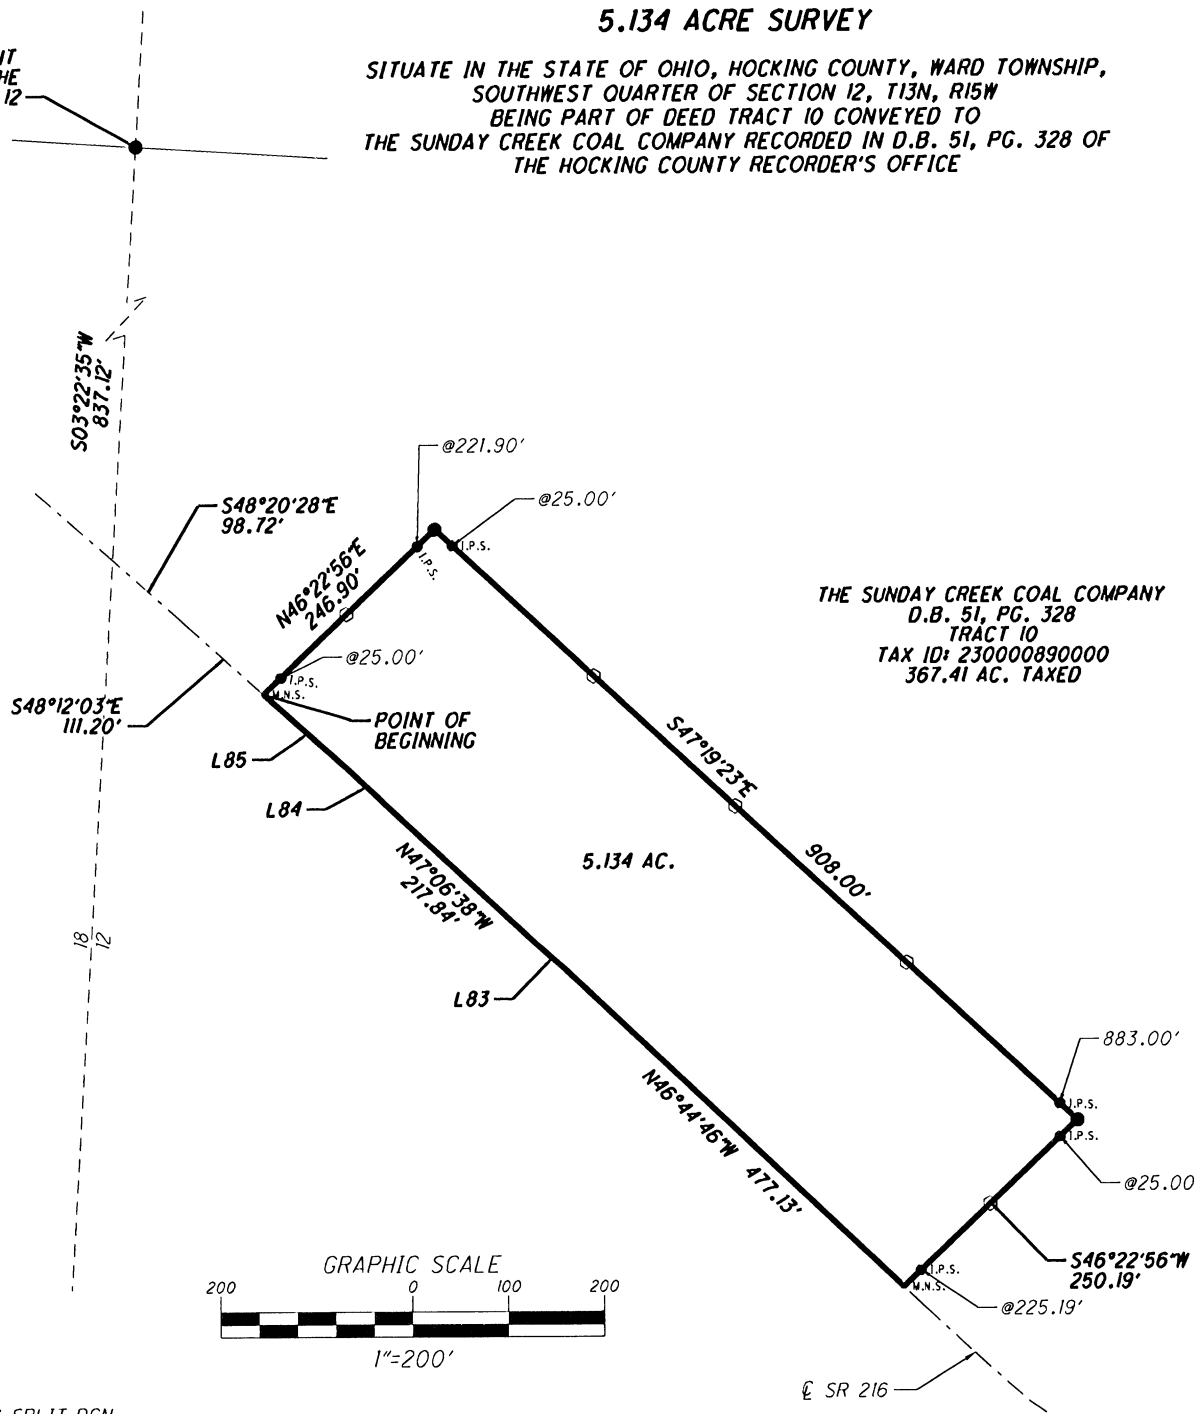 5.134 ACRE SURVEY
SITUATE IN THE STATE OF OHIO, HOCKING COUNTY, WARD TOWNSHIP,
SOUTHWEST QUARTER OF SECTION 12, T13N, R15W
BEING PART OF DEED TRACT 10 CONVEYED TO
THE SUNDAY CREEK COAL COMPANY RECORDED IN D.B. 51, PG. 328 OF
THE HOCKING COUNTY RECORDER'S OFFICE
12
S03°22'35"W
837.12'
@221.90'
@25.00'
S48°20'28"E
98.72'
I.P.S.
I.P.S.
N46°22'56"E
246.90'
THE SUNDAY CREEK COAL COMPANY
D.B. 51, PG. 328
TRACT 10
TAX ID: 230000890000
367.41 AC. TAXED
@25.00'
I.P.S.
M.N.S.
S48°12'03"E
111.20'
POINT OF
BEGINNING
L85
L84
S47°19'23"E
908.00'
5.134 AC.
N47°06'38"W
217.84'
18
12
L83
883.00'
I.P.S.
I.P.S.
N46°44'46"W 477.13'
@25.00
S46°22'56"W
250.19'
I.P.S.
M.N.S.
@225.19'
GRAPHIC SCALE
200 0 100 200
1"=200'
℄ SR 216
SPLIT.DGN